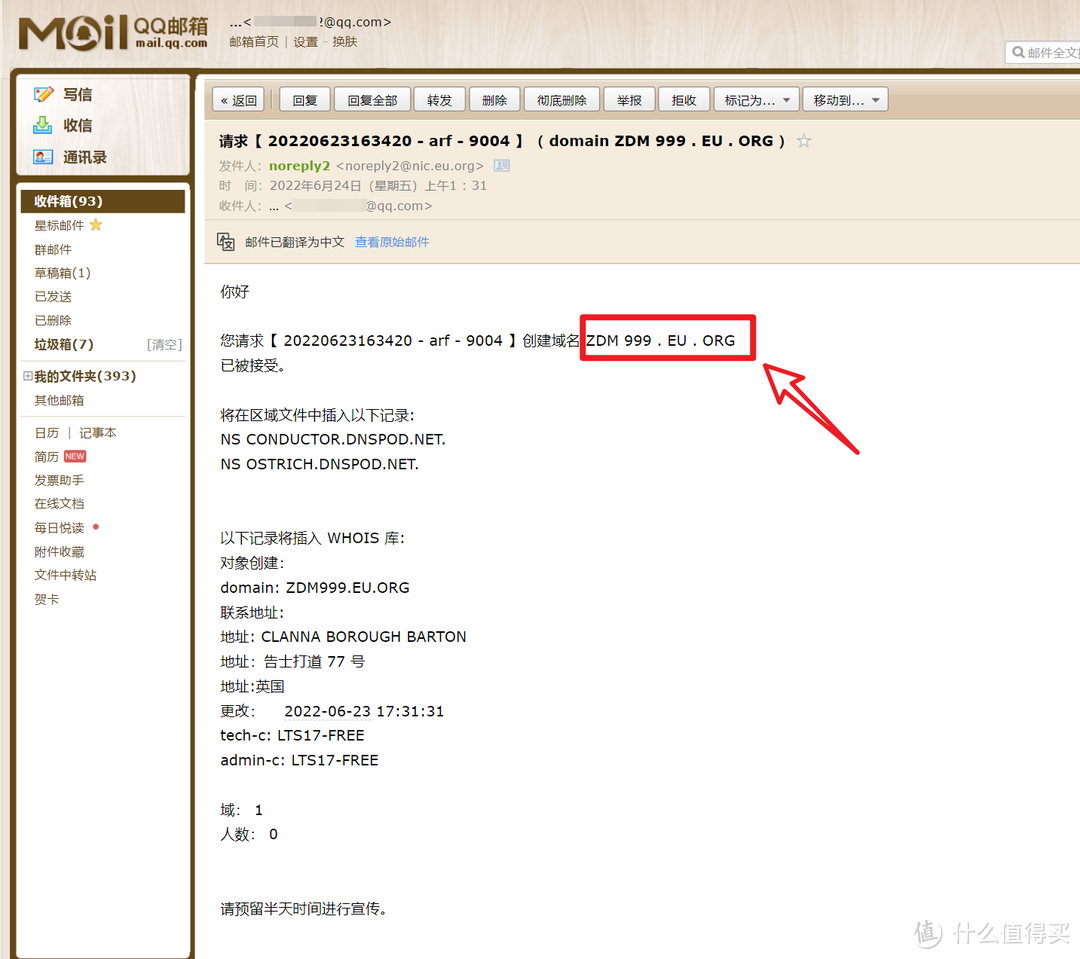 Mail QQ邮箱
mail.qq.com
...< 2@qq.com>
邮箱首页 | 设置 - 换肤
邮件全文
写信
收信
通讯录
收件箱(93)
星标邮件
群邮件
草稿箱(1)
已发送
已删除
垃圾箱(7) [清空]
我的文件夹(393)
其他邮箱
日历 | 记事本
简历 NEW
发票助手
在线文档
每日悦读
附件收藏
文件中转站
贺卡
« 返回 回复 回复全部 转发 删除 彻底删除 举报 拒收 标记为... 移动到...
请求【 20220623163420 - arf - 9004 】（ domain ZDM 999 . EU . ORG ）
发件人：noreply2 <noreply2@nic.eu.org>
时 间：2022年6月24日（星期五）上午1：31
收件人：... < @qq.com>
邮件已翻译为中文 查看原始邮件
你好
您请求【 20220623163420 - arf - 9004 】创建域名 ZDM 999 . EU . ORG
已被接受。
将在区域文件中插入以下记录：
NS CONDUCTOR.DNSPOD.NET.
NS OSTRICH.DNSPOD.NET.
以下记录将插入 WHOIS 库：
对象创建：
domain: ZDM999.EU.ORG
联系地址：
地址: CLANNA BOROUGH BARTON
地址：告士打道 77 号
地址:英国
更改： 2022-06-23 17:31:31
tech-c: LTS17-FREE
admin-c: LTS17-FREE
域： 1
人数： 0
请预留半天时间进行宣传。
值 什么值得买